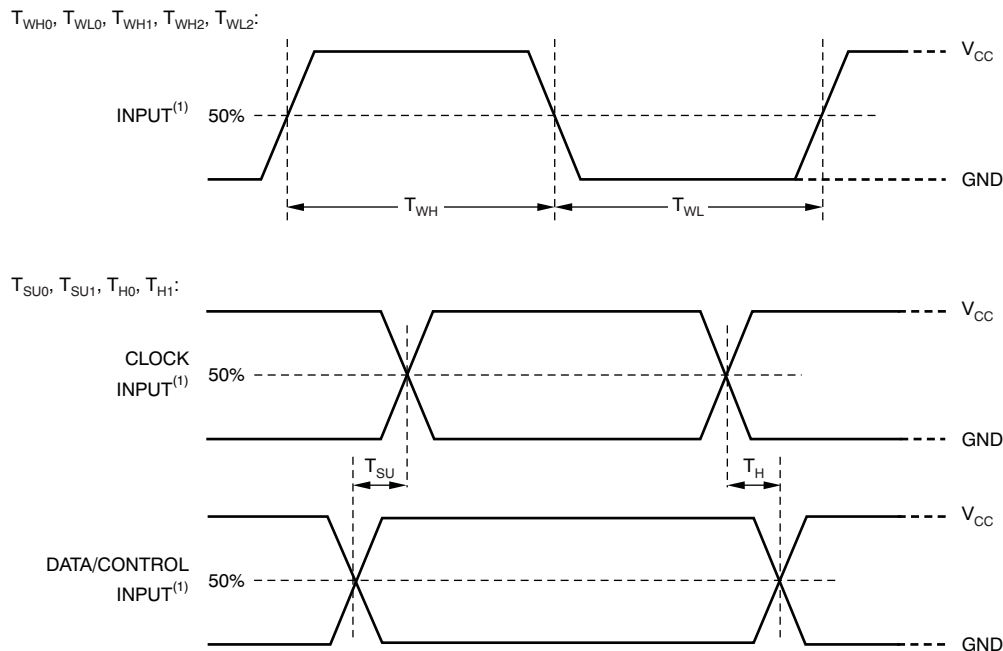 T_WH0, T_WL0, T_WH1, T_WH2, T_WL2:
V_CC
INPUT^(1) 50%
GND
T_WH T_WL
T_SU0, T_SU1, T_H0, T_H1:
V_CC
CLOCK
INPUT^(1) 50%
GND
T_SU T_H
V_CC
DATA/CONTROL
INPUT^(1) 50%
GND